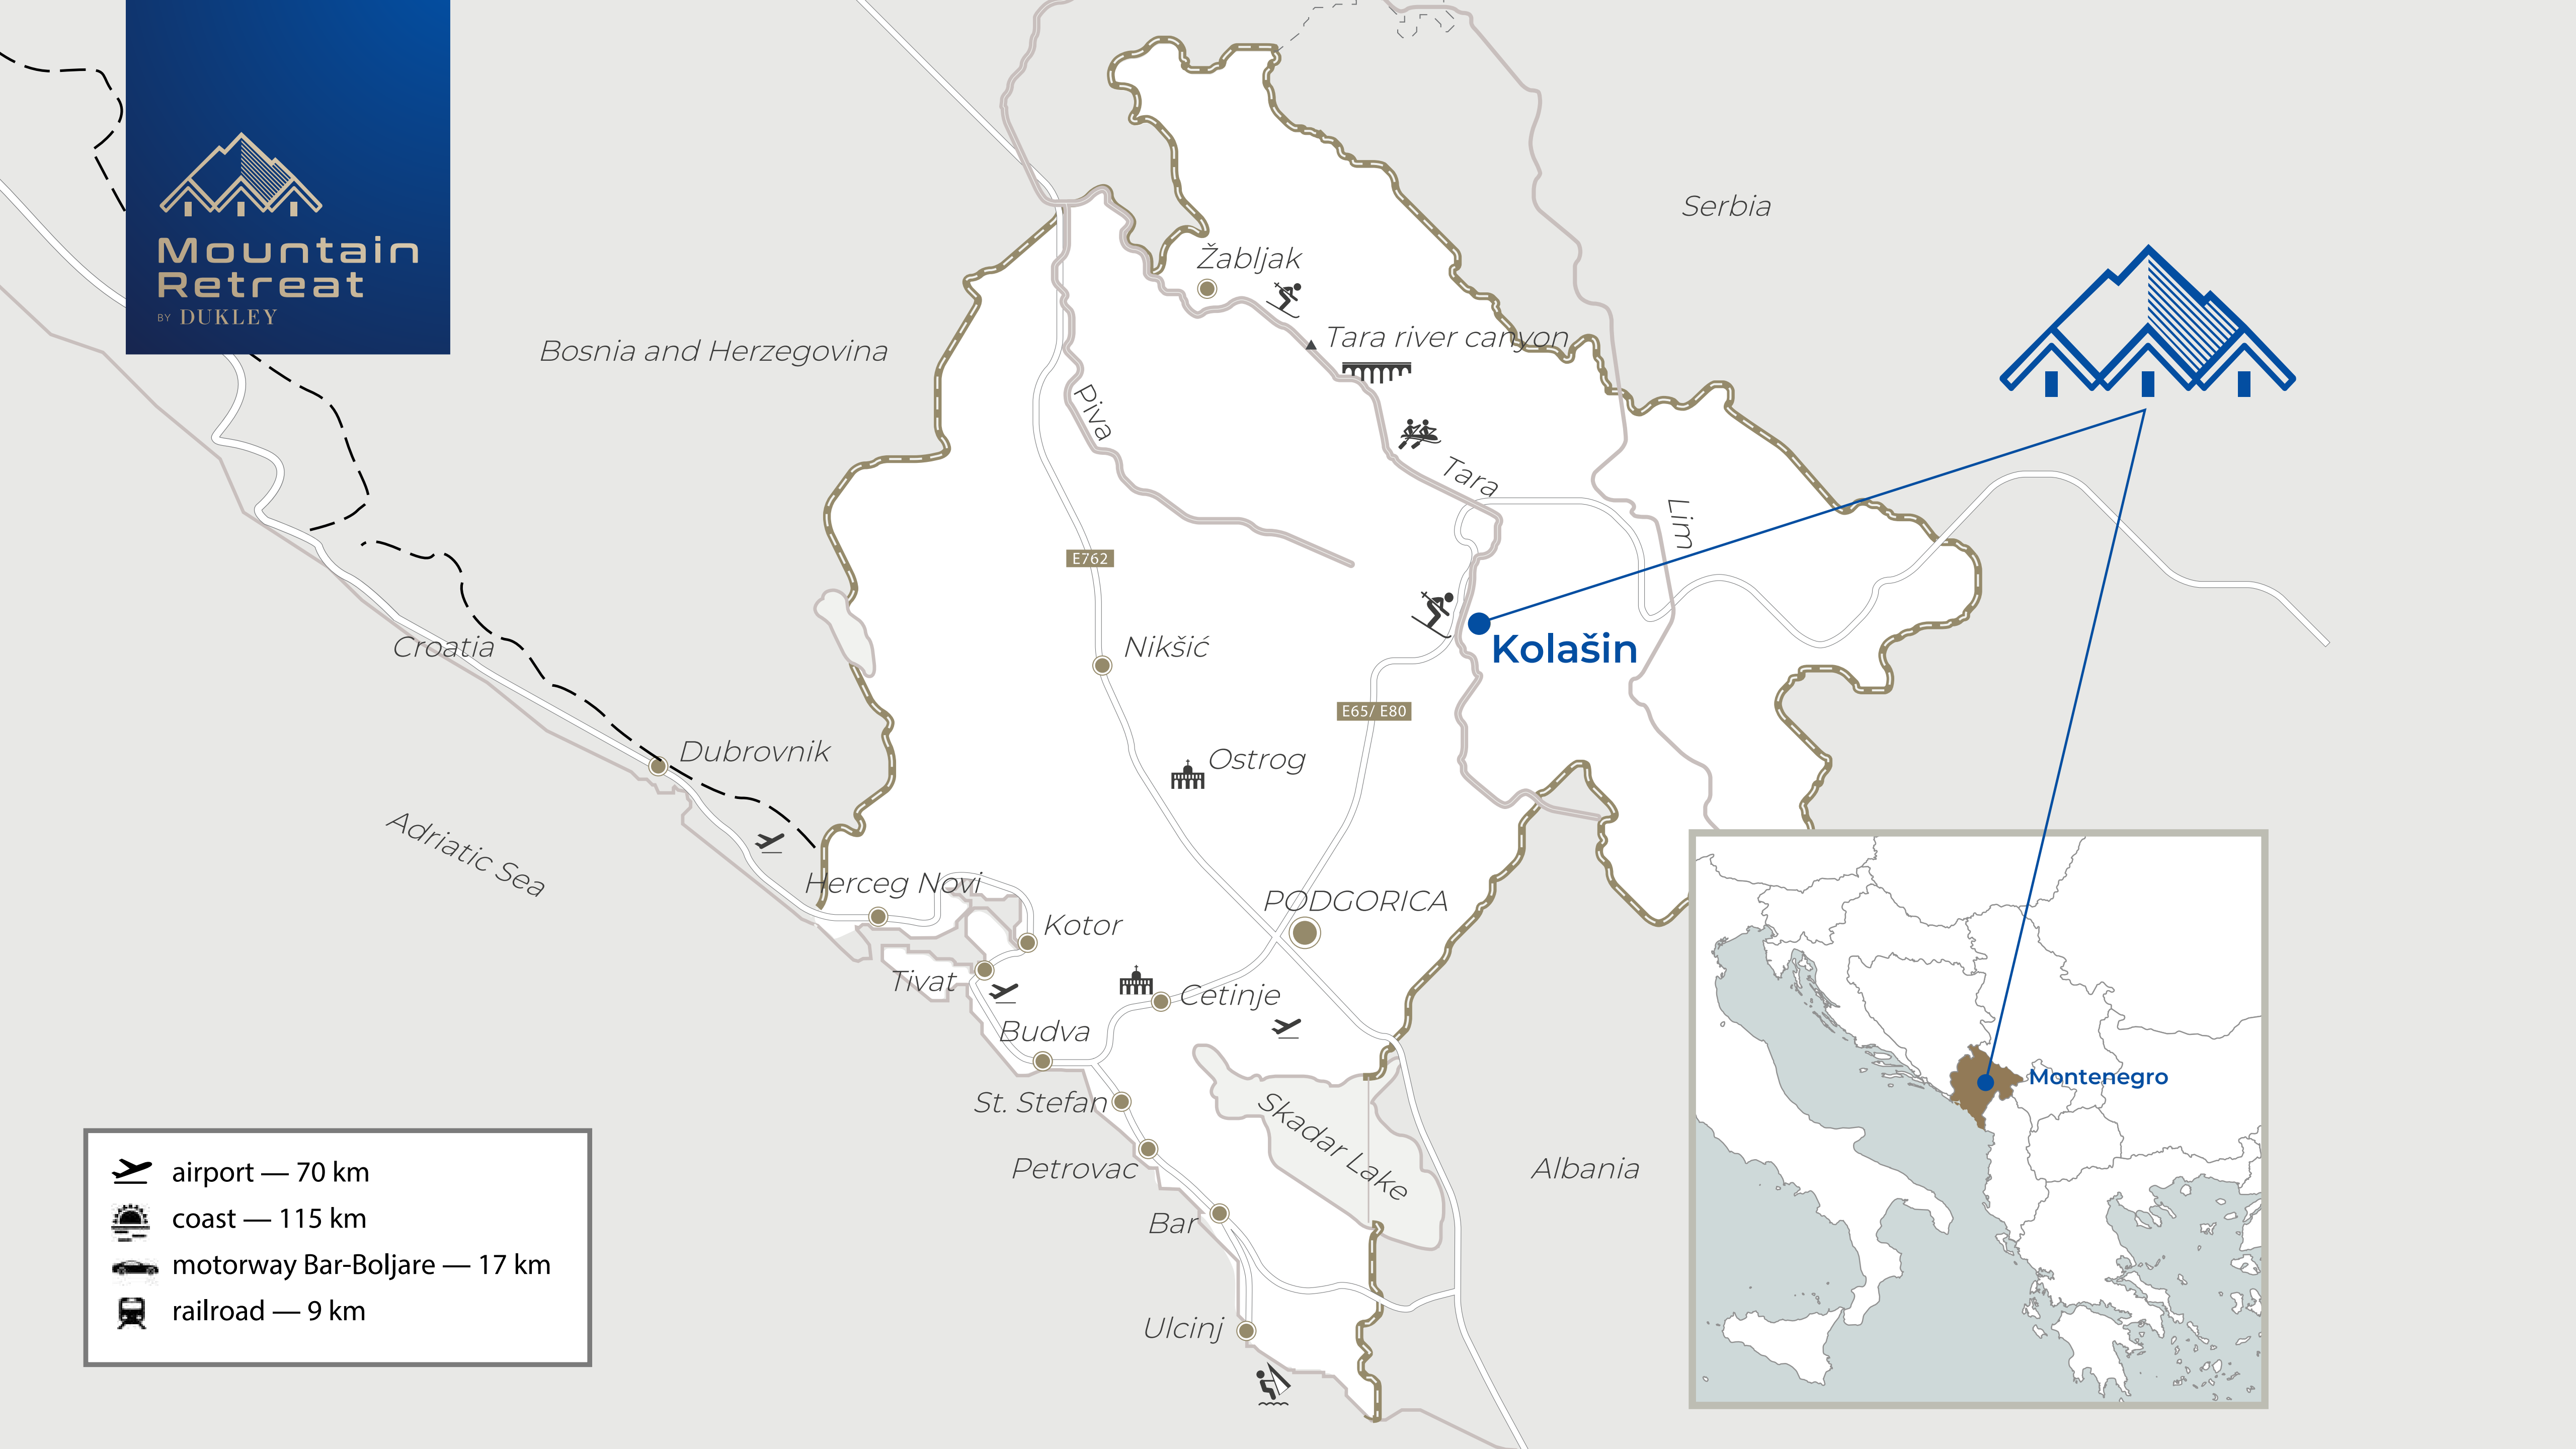 Mountain
Retreat
BY DUKLEY
Serbia
Žabljak
Tara river canyon
Bosnia and Herzegovina
Piva
Tara
Lim
E762
Croatia
Nikšić
Kolašin
E65/ E80
Dubrovnik
Ostrog
Adriatic Sea
Herceg Novi
PODGORICA
Kotor
Tivat
Cetinje
Budva
St. Stefan
Skadar Lake
Petrovac
Albania
Bar
Ulcinj
Montenegro
airport — 70 km
coast — 115 km
motorway Bar-Boljare — 17 km
railroad — 9 km